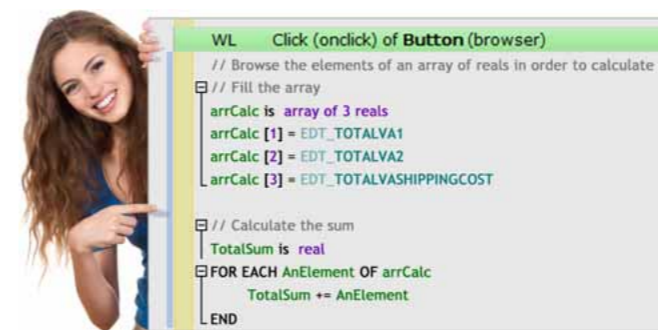 WL Click (onclick) of Button (browser)
// Browse the elements of an array of reals in order to calculate
// Fill the array
arrCalc is array of 3 reals
arrCalc [1] = EDT_TOTALVA1
arrCalc [2] = EDT_TOTALVA2
arrCalc [3] = EDT_TOTALVASHIPPINGCOST
// Calculate the sum
TotalSum is real
FOR EACH AnElement OF arrCalc
TotalSum += AnElement
END